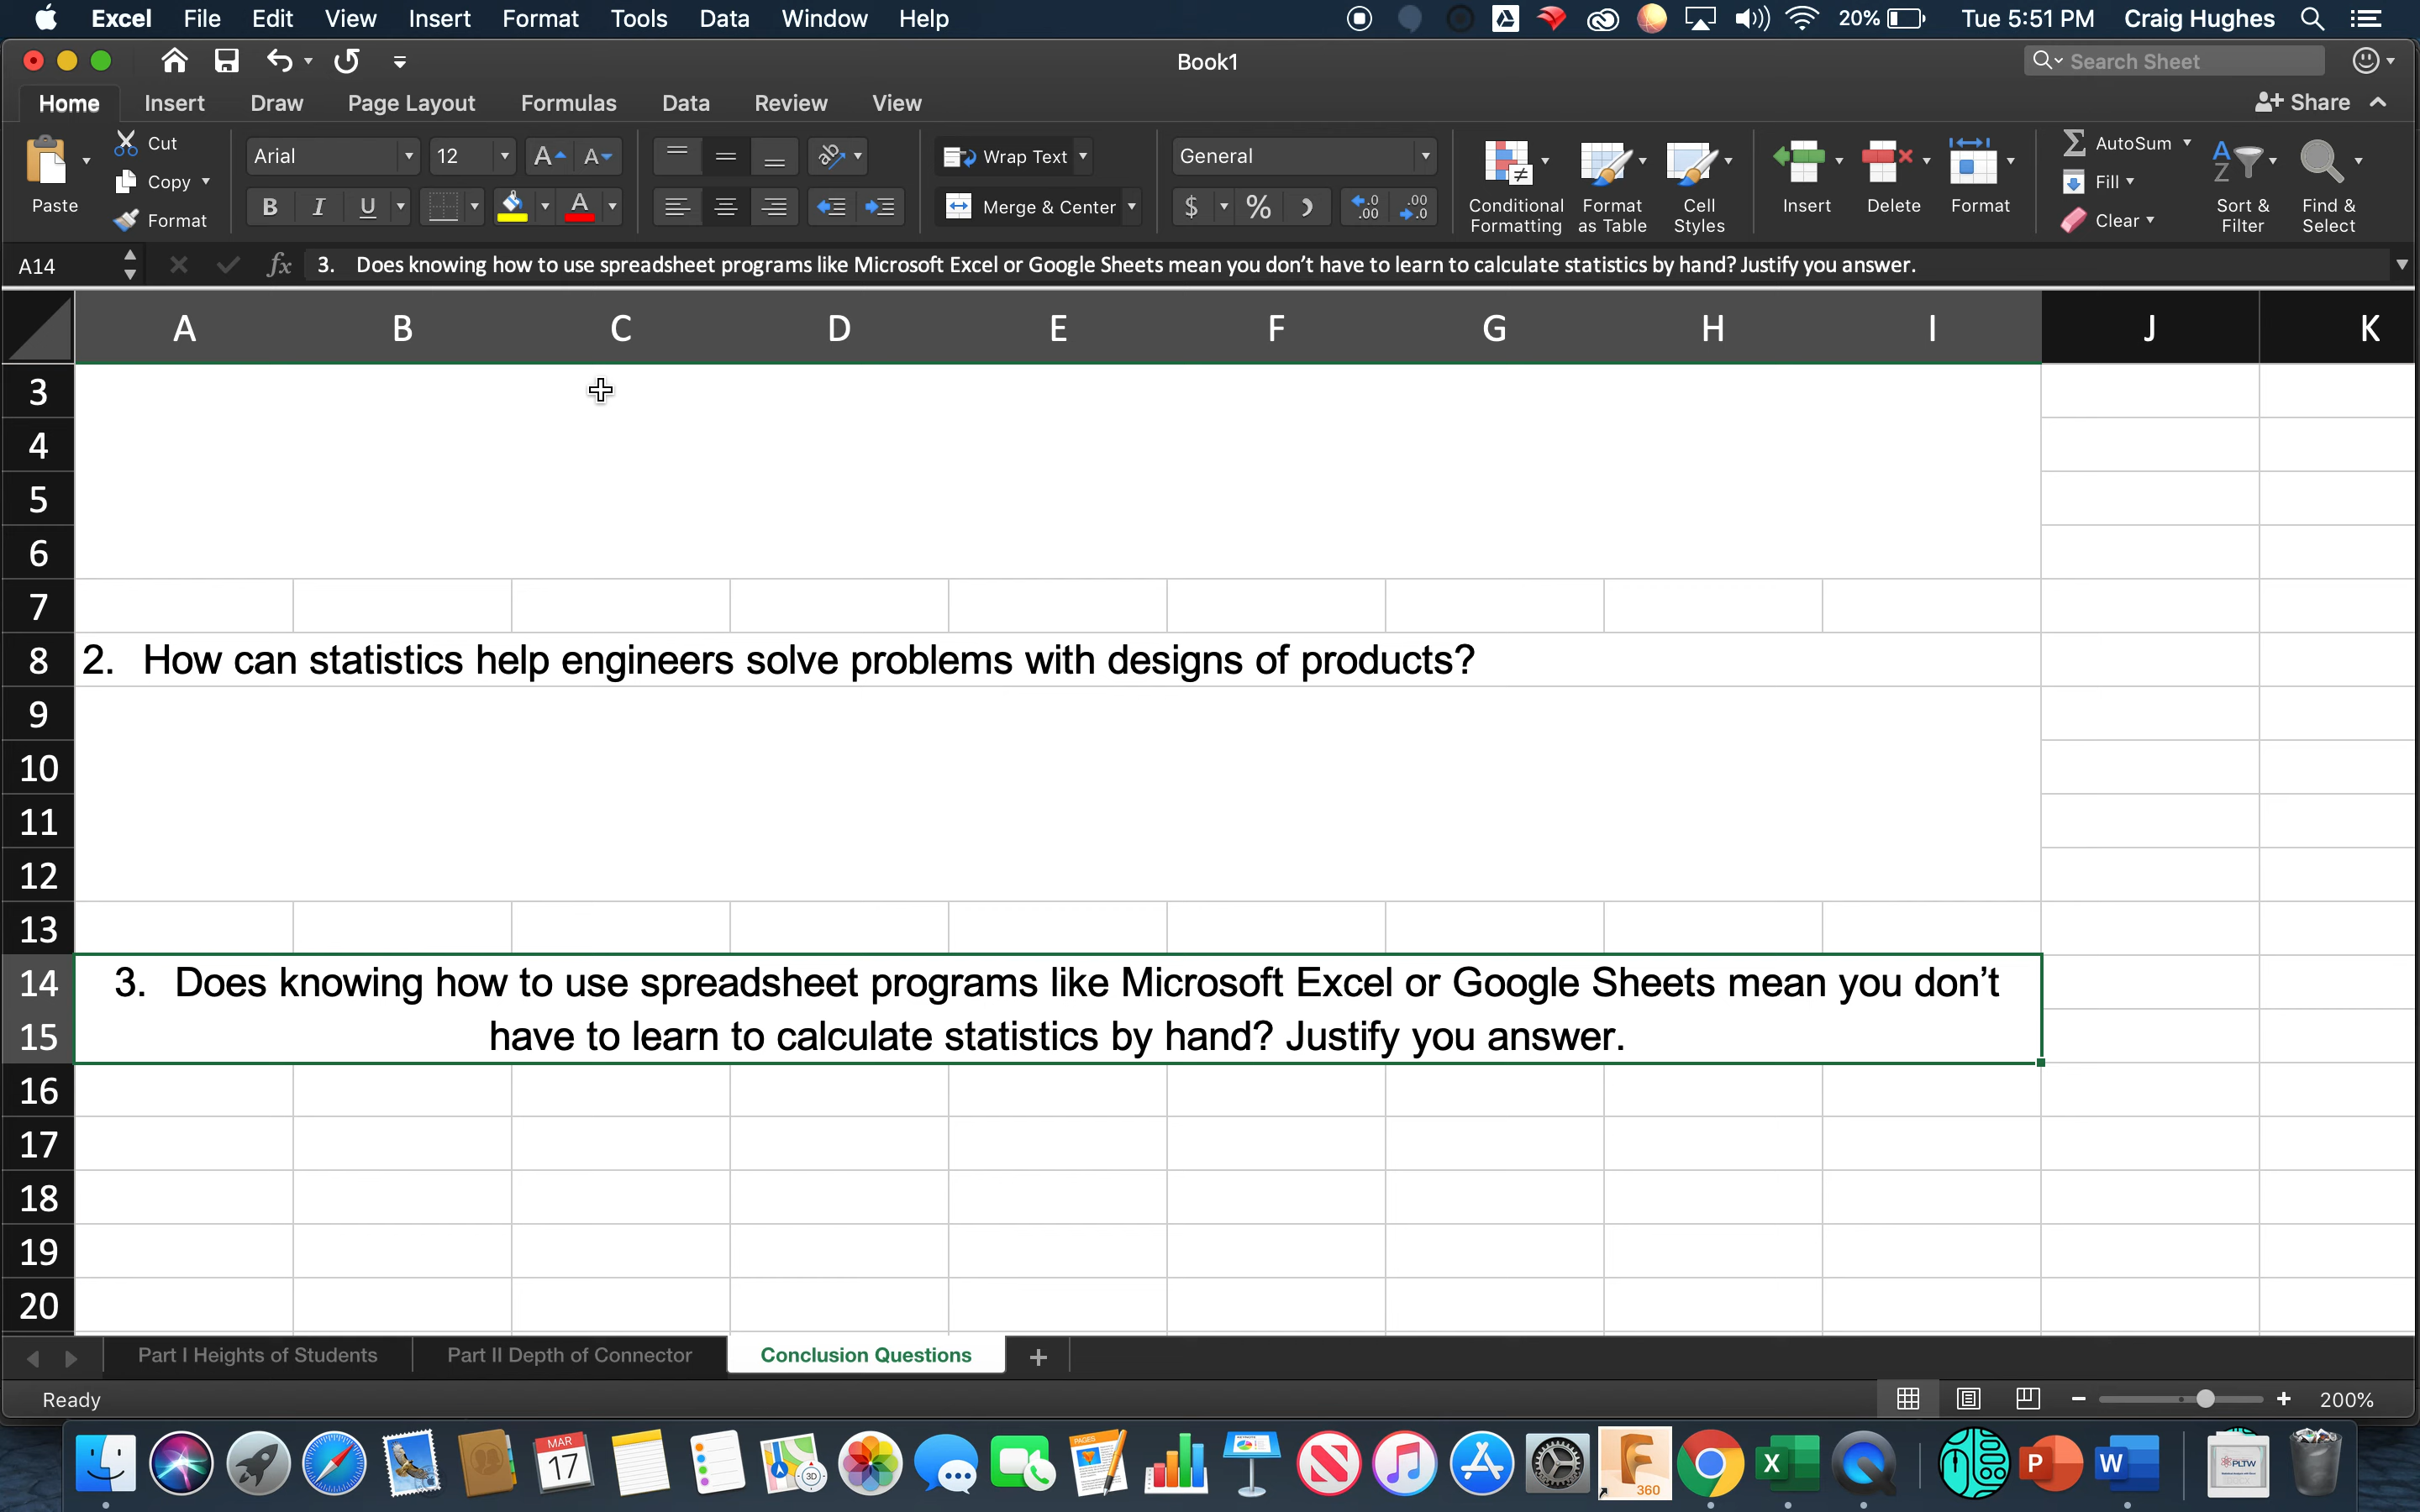 Excel File Edit View Insert Format Tools Data Window Help 20% Tue 5:51 PM Craig Hughes
Book1
Search Sheet
Home Insert Draw Page Layout Formulas Data Review View Share
Paste
Cut
Copy
Format
Arial 12
B I U
Wrap Text
Merge & Center
General
$ % .0 .00 .00 .0
Conditional Formatting
Format as Table
Cell Styles
Insert
Delete
Format
AutoSum
Fill
Clear
Sort & Filter
Find & Select
A14 fx 3. Does knowing how to use spreadsheet programs like Microsoft Excel or Google Sheets mean you don’t have to learn to calculate statistics by hand? Justify you answer.
A B C D E F G H I J K
3
4
5
6
7
8 2. How can statistics help engineers solve problems with designs of products?
9
10
11
12
13
14 3. Does knowing how to use spreadsheet programs like Microsoft Excel or Google Sheets mean you don’t
15 have to learn to calculate statistics by hand? Justify you answer.
16
17
18
19
20
Part I Heights of Students Part II Depth of Connector Conclusion Questions +
Ready 200%
MAR
17
PAGES
3D
360
X
P
W
PLTW